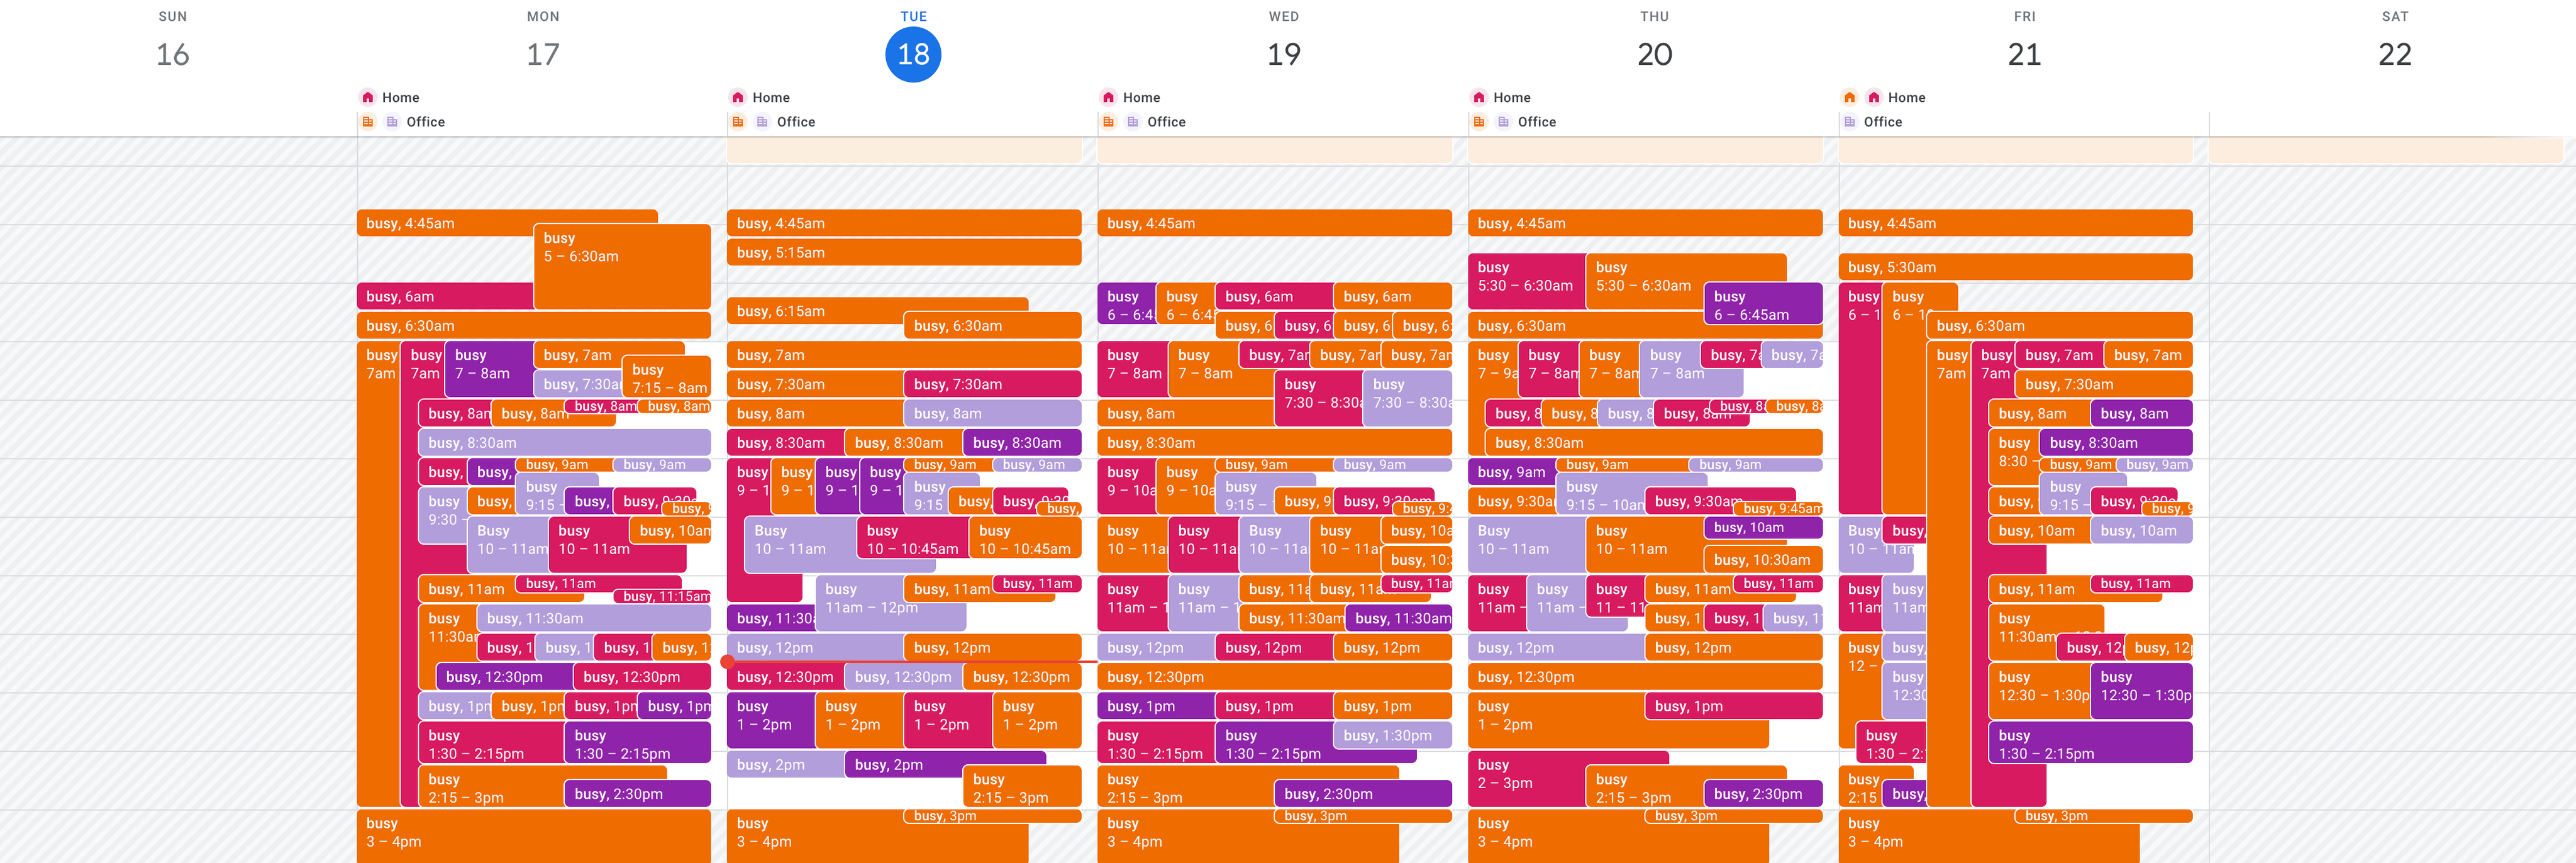 SUN
16
MON
17
TUE
18
WED
19
THU
20
FRI
21
SAT
22
Home
Office
Home
Office
Home
Office
Home
Office
Home
Office
busy, 4:45am
busy
5 – 6:30am
busy, 6am
busy, 6:30am
busy
7am
busy
7am
busy
7 – 8am
busy, 7am
busy, 7:30a
busy
7:15 – 8am
busy, 8am
busy, 8am
busy, 8am
busy, 8am
busy, 8:30am
busy,
busy,
busy, 9am
busy, 9am
busy
9:30 –
busy,
busy
9:15 –
busy,
busy, 9:30a
busy,
Busy
10 – 11am
busy
10 – 11am
busy, 10am
busy, 11am
busy, 11am
busy, 11:15am
busy
11:30a
busy, 11:30am
busy, 1
busy, 1
busy, 1
busy, 1
busy, 12:30pm
busy, 12:30pm
busy, 1pm
busy, 1pm
busy, 1pm
busy, 1pm
busy
1:30 – 2:15pm
busy
1:30 – 2:15pm
busy
2:15 – 3pm
busy, 2:30pm
busy
3 – 4pm
busy, 4:45am
busy, 5:15am
busy, 6:15am
busy, 6:30am
busy, 7am
busy, 7:30am
busy, 7:30am
busy, 8am
busy, 8am
busy, 8:30am
busy, 8:30am
busy, 8:30am
busy
9 – 1
busy
9 – 1
busy
9 – 1
busy
9 – 1
busy, 9am
busy, 9am
busy
9:15
busy,
busy, 9:30
busy,
Busy
10 – 11am
busy
10 – 10:45am
busy
10 – 10:45am
busy
11am – 12pm
busy, 11am
busy, 11am
busy, 11:30a
busy, 12pm
busy, 12pm
busy, 12:30pm
busy, 12:30pm
busy, 12:30pm
busy
1 – 2pm
busy
1 – 2pm
busy
1 – 2pm
busy
1 – 2pm
busy, 2pm
busy, 2pm
busy
2:15 – 3pm
busy, 3pm
busy
3 – 4pm
busy, 4:45am
busy
6 – 6:45
busy
6 – 6:45
busy, 6am
busy, 6am
busy, 6
busy, 6
busy, 6
busy, 6:
busy
7 – 8am
busy
7 – 8am
busy, 7am
busy, 7am
busy, 7am
busy
7:30 – 8:30a
busy
7:30 – 8:30a
busy, 8am
busy, 8:30am
busy
9 – 10a
busy
9 – 10a
busy, 9am
busy, 9am
busy
9:15 –
busy, 9
busy, 9:30am
busy, 9:4
busy
10 – 11a
busy
10 – 11a
Busy
10 – 11a
busy
10 – 11
busy, 10a
busy, 10:
busy
11am – 1
busy
11am – 1
busy, 11a
busy, 11a
busy, 11am
busy, 11:30am
busy, 11:30am
busy, 12pm
busy, 12pm
busy, 12pm
busy, 12:30pm
busy, 1pm
busy, 1pm
busy, 1pm
busy
1:30 – 2:15pm
busy
1:30 – 2:15pm
busy, 1:30pm
busy
2:15 – 3pm
busy, 2:30pm
busy, 3pm
busy
3 – 4pm
busy, 4:45am
busy
5:30 – 6:30am
busy
5:30 – 6:30am
busy
6 – 6:45am
busy, 6:30am
busy
7 – 9a
busy
7 – 8am
busy
7 – 8am
busy
7 – 8am
busy, 7a
busy, 7a
busy, 8
busy, 8
busy, 8
busy, 8am
busy, 8a
busy, 8a
busy, 8:30am
busy, 9am
busy, 9am
busy, 9am
busy, 9:30a
busy
9:15 – 10am
busy, 9:30am
busy, 9:45am
Busy
10 – 11am
busy
10 – 11am
busy, 10am
busy, 10:30am
busy
11am –
busy
11am –
busy
11 – 11
busy, 11am
busy, 11am
busy, 1
busy, 1
busy, 1
busy, 12pm
busy, 12pm
busy, 12:30pm
busy
1 – 2pm
busy, 1pm
busy
2 – 3pm
busy
2:15 – 3pm
busy, 2:30pm
busy, 3pm
busy
3 – 4pm
busy, 4:45am
busy, 5:30am
busy
6 – 1
busy
6 – 1
busy, 6:30am
busy
7am
busy
7am
busy, 7am
busy, 7am
busy, 7:30am
busy, 8am
busy, 8am
busy
8:30 –
busy, 8:30am
busy, 9am
busy, 9am
busy,
busy
9:15 –
busy, 9:30a
busy, 9
Busy
10 – 11am
busy,
busy, 10am
busy, 10am
busy
11am
busy
11am
busy, 11am
busy, 11am
busy
11:30am
busy
12 –
busy,
busy, 12
busy, 12p
busy
12:30
busy
12:30 – 1:30p
busy
12:30 – 1:30p
busy
1:30 – 2:
busy
1:30 – 2:15pm
busy
2:15
busy,
busy, 3pm
busy
3 – 4pm